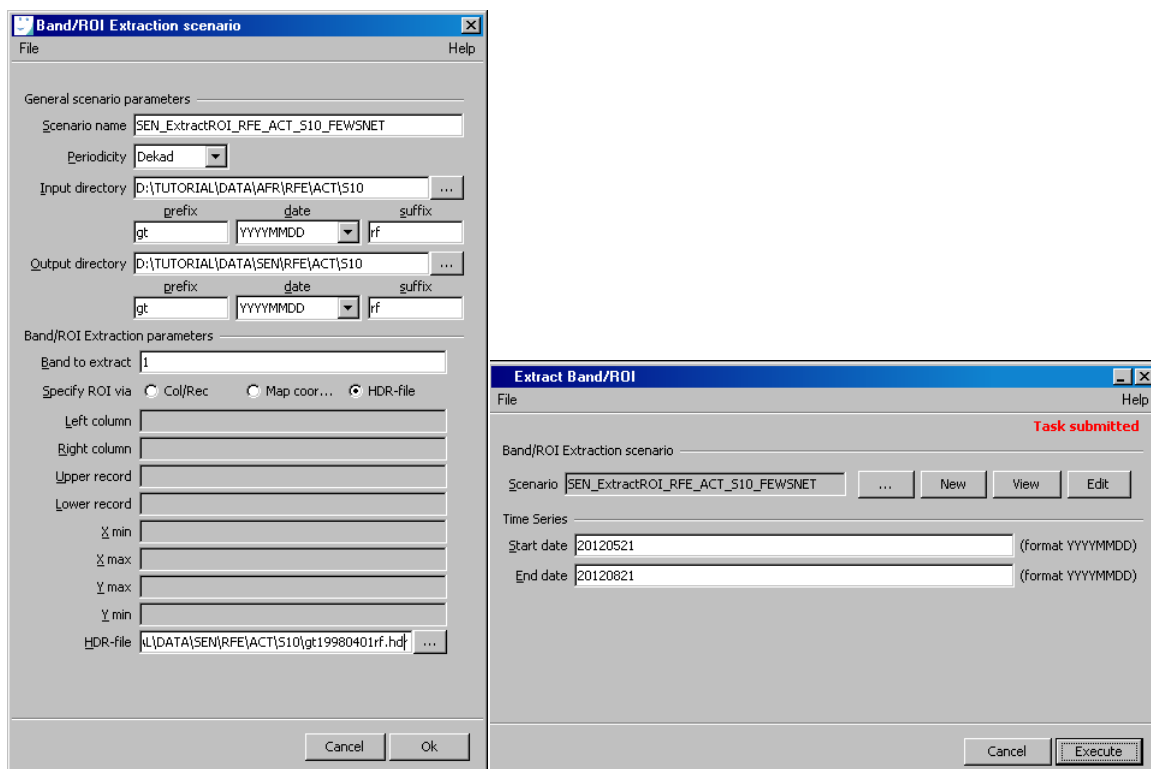 Band/ROI Extraction scenario
File Help
General scenario parameters
Scenario name SEN_ExtractROI_RFE_ACT_S10_FEWSNET
Periodicity Dekad
Input directory D:\TUTORIAL\DATA\AFR\RFE\ACT\S10 ...
prefix date suffix
gt YYYYMMDD rf
Output directory D:\TUTORIAL\DATA\SEN\RFE\ACT\S10 ...
prefix date suffix
gt YYYYMMDD rf
Band/ROI Extraction parameters
Band to extract 1
Specify ROI via Col/Rec Map coor... HDR-file
Left column
Right column
Upper record
Lower record
X min
X max
Y max
Y min
HDR-file \L\DATA\SEN\RFE\ACT\S10\gt19980401rf.hdr ...
Cancel Ok
Extract Band/ROI
File Help
Task submitted
Band/ROI Extraction scenario
Scenario SEN_ExtractROI_RFE_ACT_S10_FEWSNET ... New View Edit
Time Series
Start date 20120521 (format YYYYMMDD)
End date 20120821 (format YYYYMMDD)
Cancel Execute